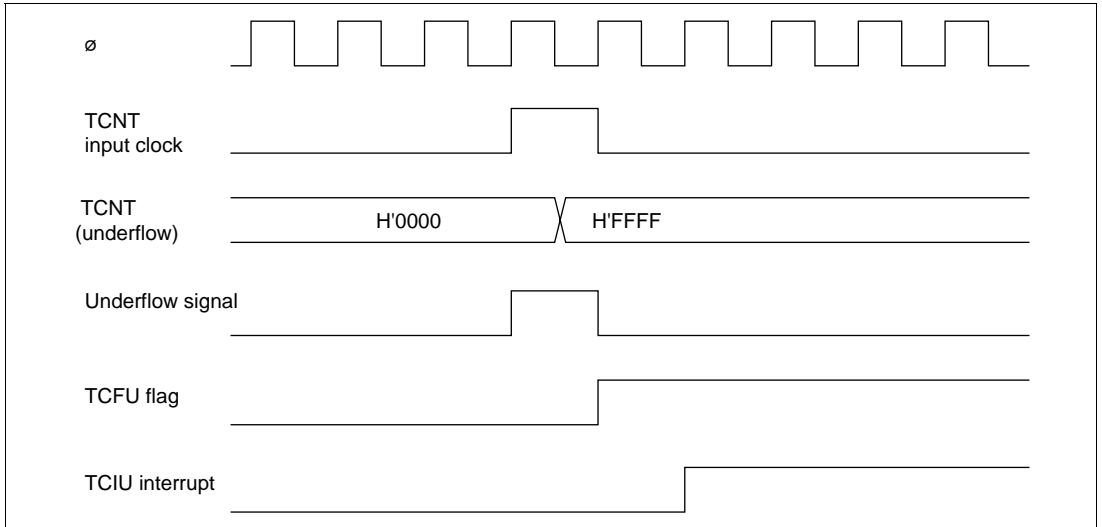 ø
TCNT
input clock
TCNT
(underflow)
H'0000
H'FFFF
Underflow signal
TCFU flag
TCIU interrupt